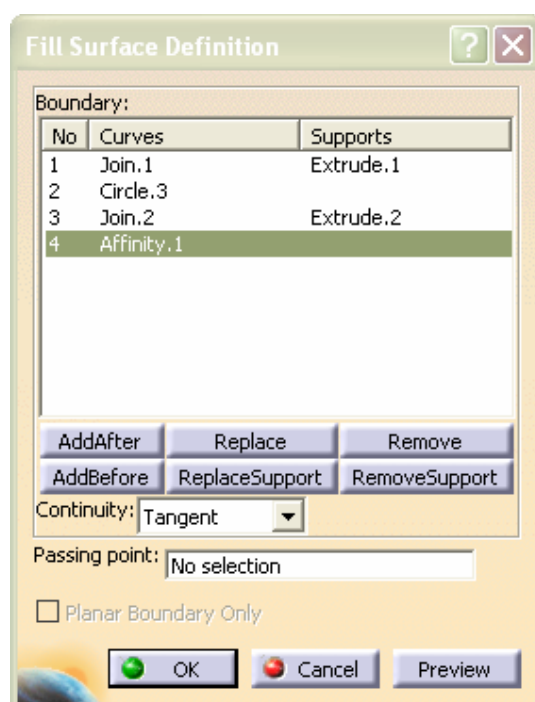 Fill Surface Definition
Boundary:
No Curves Supports
1 Join.1 Extrude.1
2 Circle.3
3 Join.2 Extrude.2
4 Affinity.1
AddAfter Replace Remove
AddBefore ReplaceSupport RemoveSupport
Continuity: Tangent
Passing point: No selection
Planar Boundary Only
OK Cancel Preview